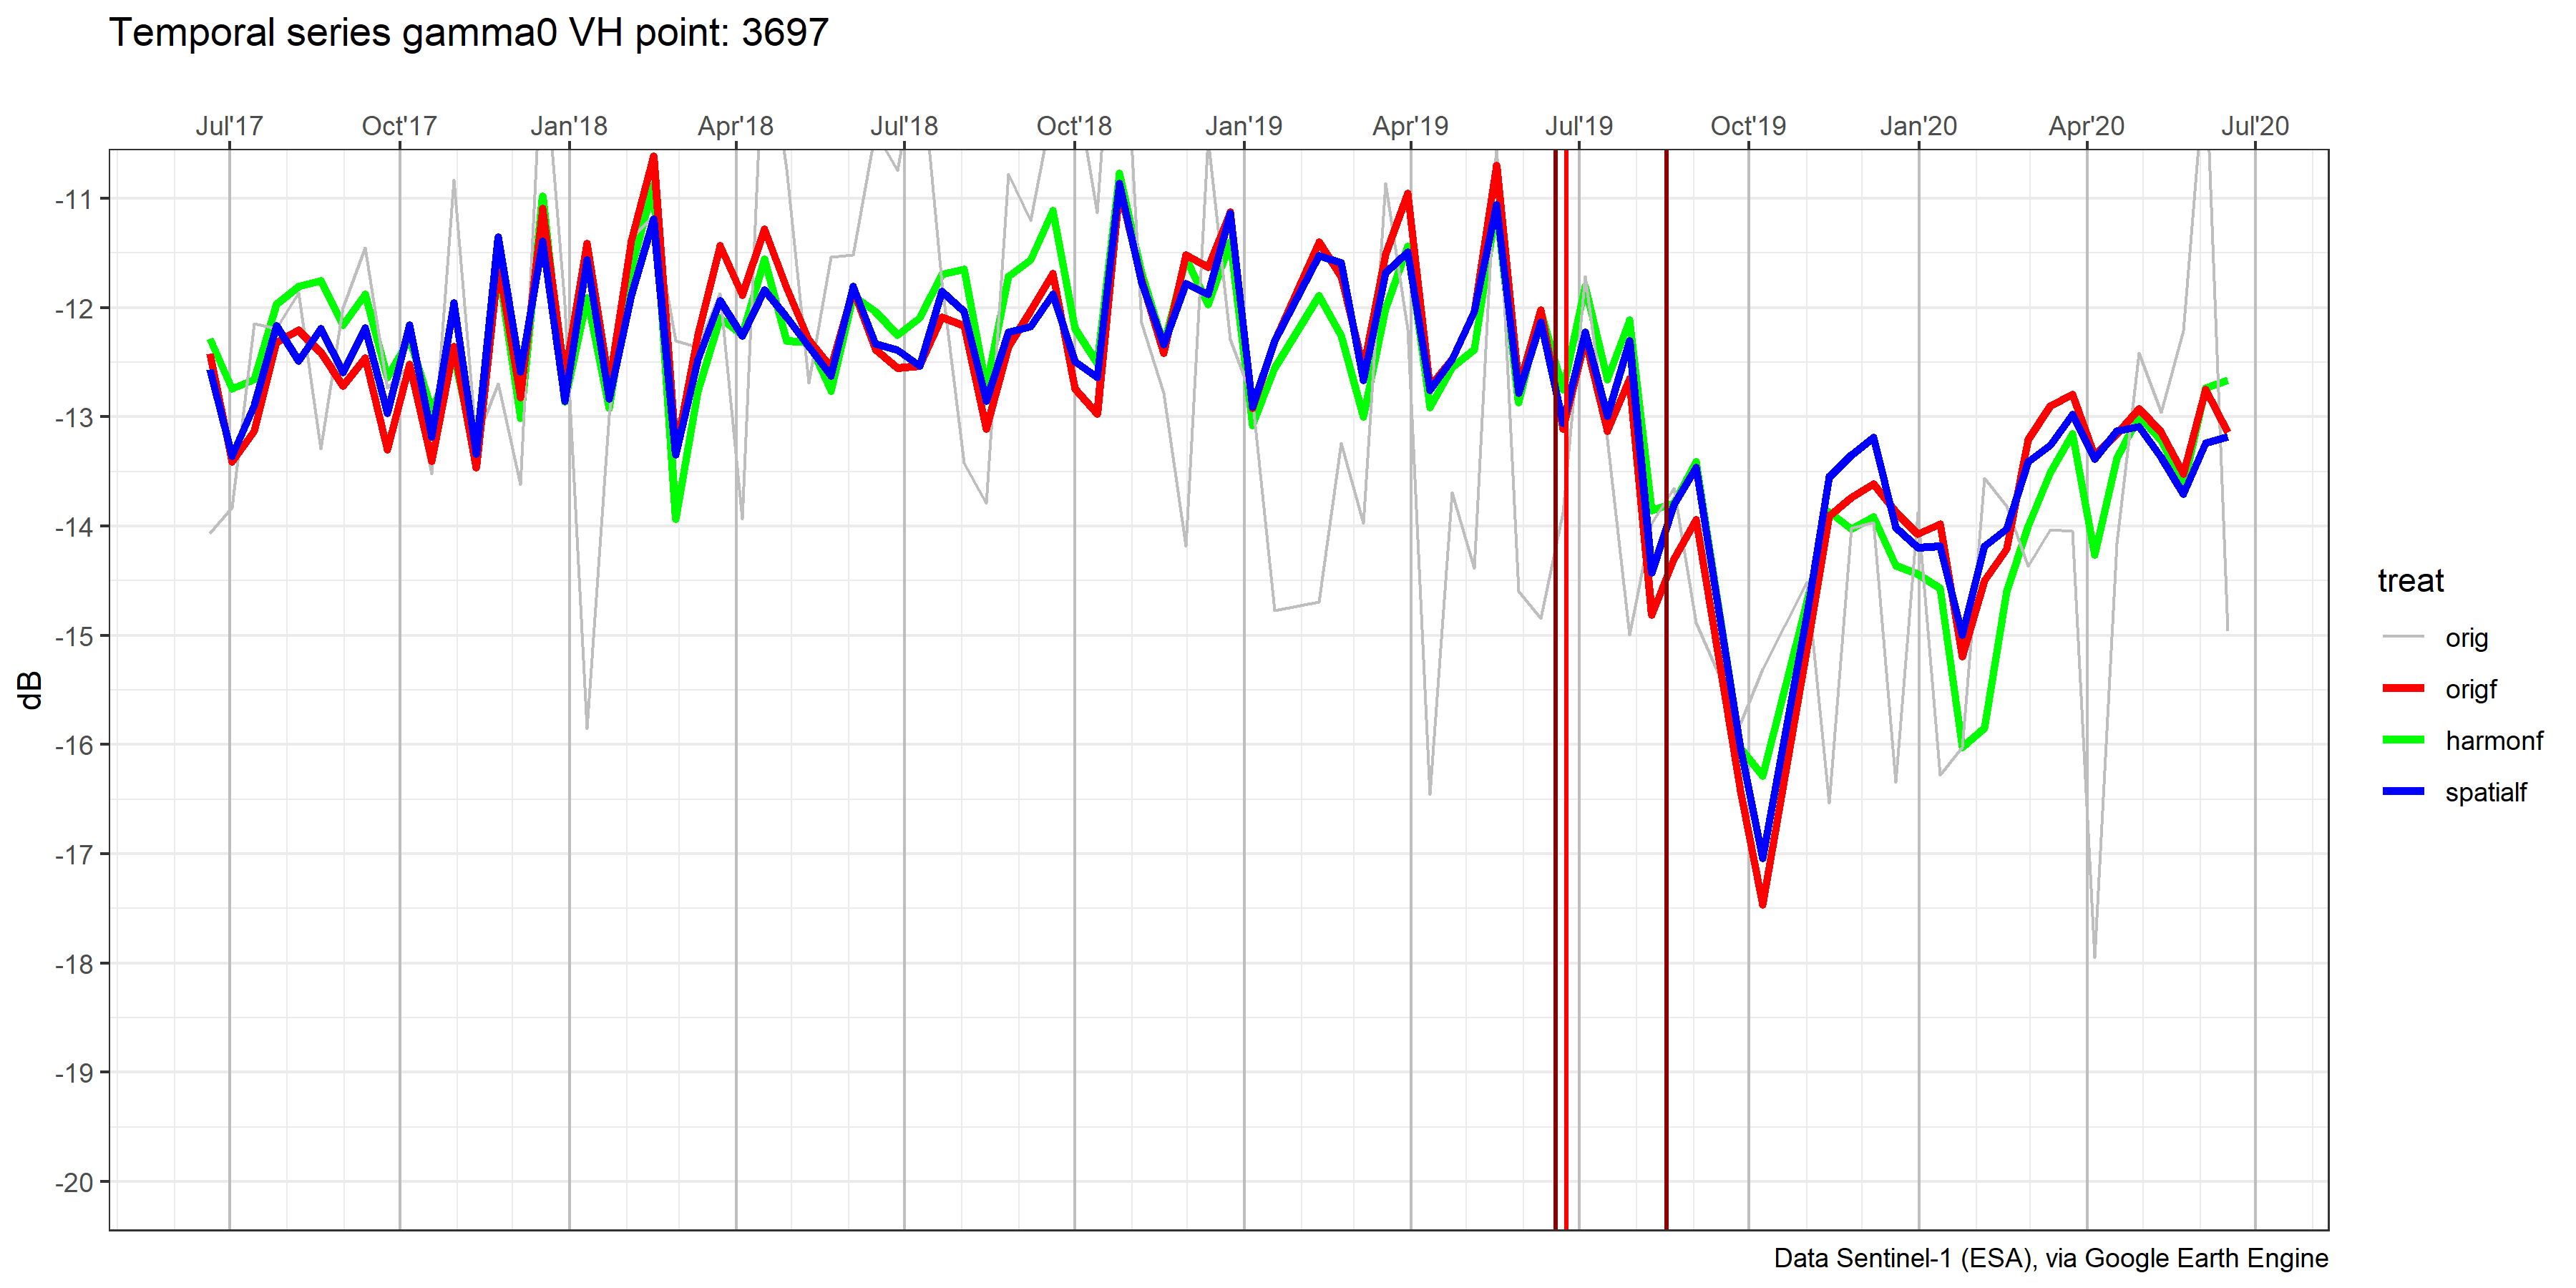 Temporal series gamma0 VH point: 3697
Jul'17 Oct'17 Jan'18 Apr'18 Jul'18 Oct'18 Jan'19 Apr'19 Jul'19 Oct'19 Jan'20 Apr'20 Jul'20
-11
-12
-13
-14
-15
-16
-17
-18
-19
-20
dB
treat
orig
origf
harmonf
spatialf
Data Sentinel-1 (ESA), via Google Earth Engine